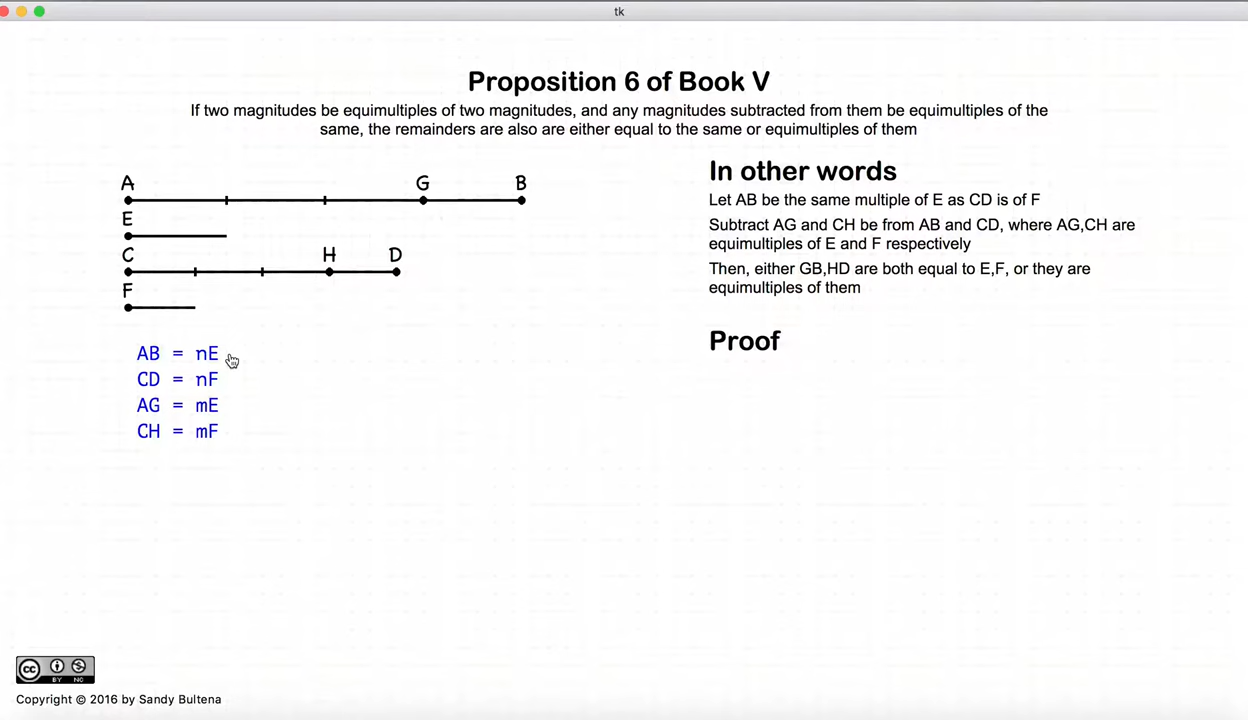 tk
Proposition 6 of Book V
If two magnitudes be equimultiples of two magnitudes, and any magnitudes subtracted from them be equimultiples of the
same, the remainders are also are either equal to the same or equimultiples of them
A G B
E
C H D
F
AB = nE
CD = nF
AG = mE
CH = mF
In other words
Let AB be the same multiple of E as CD is of F
Subtract AG and CH be from AB and CD, where AG,CH are
equimultiples of E and F respectively
Then, either GB,HD are both equal to E,F, or they are
equimultiples of them
Proof
cc BY NC
Copyright © 2016 by Sandy Bultena